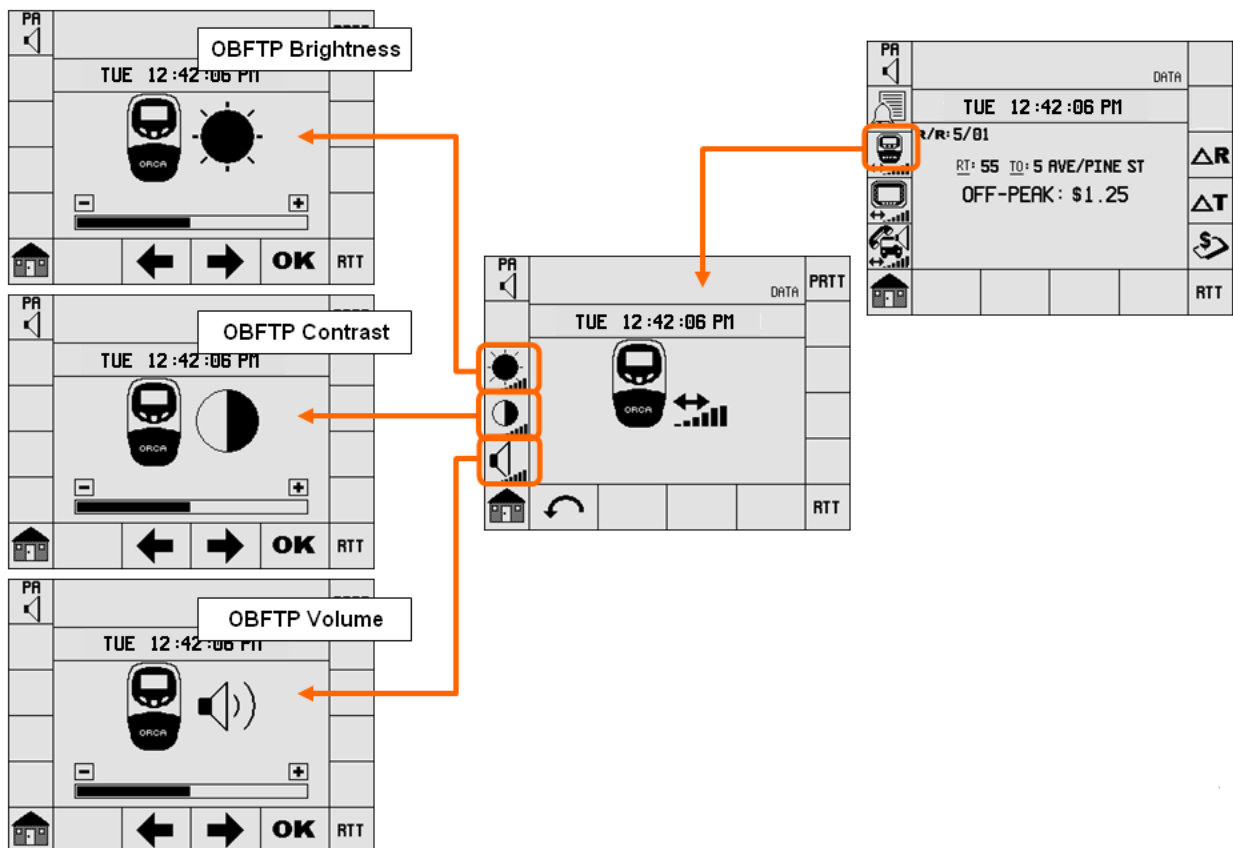 PA
OBFTP Brightness
TUE 12:42:06 PM
ORCA
- +
OK RTT
PA
OBFTP Contrast
TUE 12:42:06 PM
ORCA
- +
OK RTT
PA
OBFTP Volume
TUE 12:42:06 PM
ORCA
- +
OK RTT
PA
DATA PRTT
TUE 12:42:06 PM
ORCA
RTT
PA
DATA
TUE 12:42:06 PM
R/R: 5/01
RT: 55 TO: 5 AVE/PINE ST
OFF-PEAK: $1.25
△R
△T
$
RTT